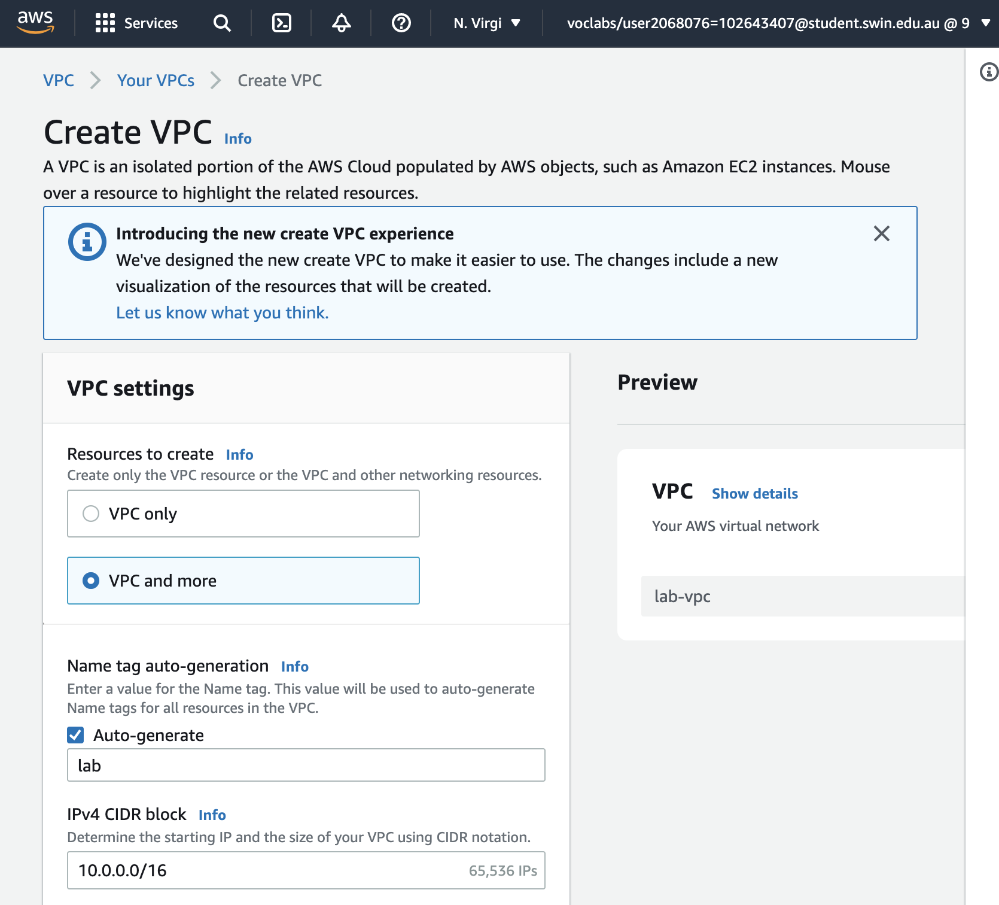 aws
Services
N. Virgi
voclabs/user2068076=102643407@student.swin.edu.au @ 9
VPC
Your VPCs
Create VPC
Create VPC Info
A VPC is an isolated portion of the AWS Cloud populated by AWS objects, such as Amazon EC2 instances. Mouse
over a resource to highlight the related resources.
Introducing the new create VPC experience
We've designed the new create VPC to make it easier to use. The changes include a new
visualization of the resources that will be created.
Let us know what you think.
VPC settings
Resources to create Info
Create only the VPC resource or the VPC and other networking resources.
VPC only
VPC and more
Name tag auto-generation Info
Enter a value for the Name tag. This value will be used to auto-generate
Name tags for all resources in the VPC.
Auto-generate
lab
IPv4 CIDR block Info
Determine the starting IP and the size of your VPC using CIDR notation.
10.0.0.0/16 65,536 IPs
Preview
VPC Show details
Your AWS virtual network
lab-vpc